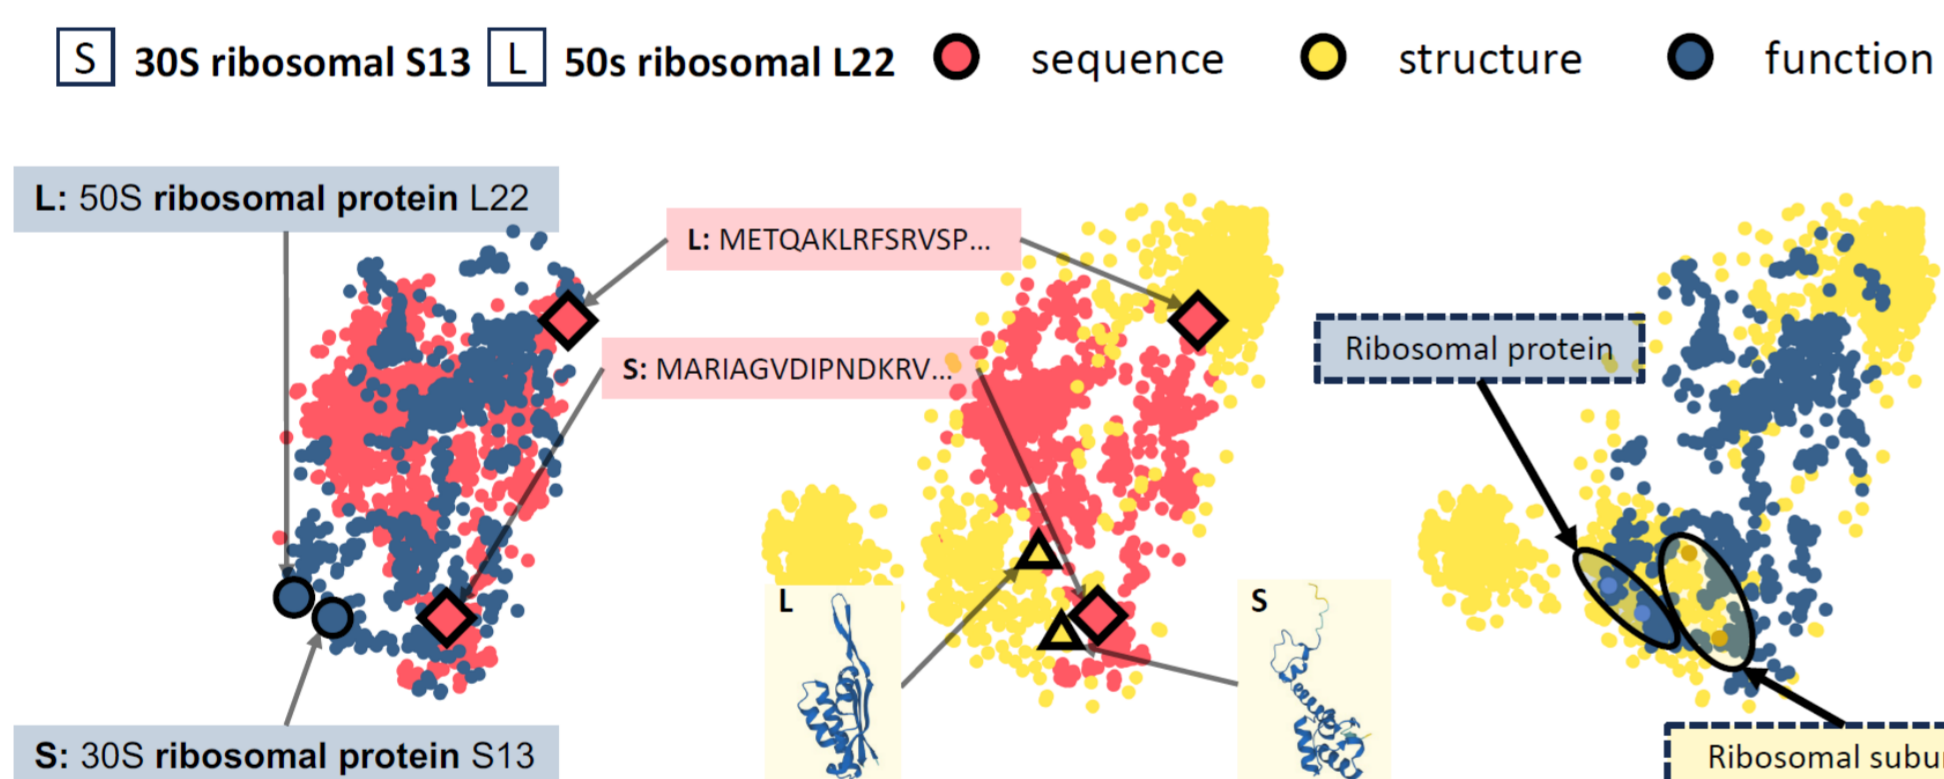 S 30S ribosomal S13 L 50s ribosomal L22 sequence structure function
L: 50S ribosomal protein L22
L: METQAKLRFSRVSP...
S: MARIAGVDIPNDKRV...
Ribosomal protein
L
S
S: 30S ribosomal protein S13
Ribosomal